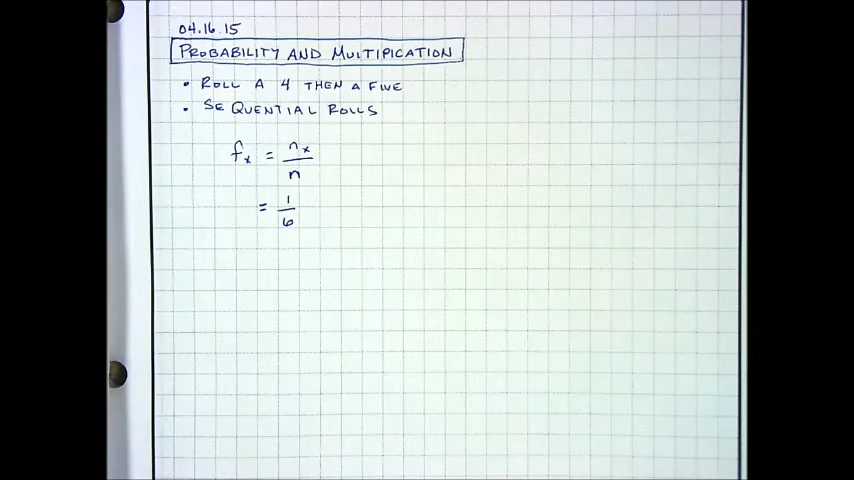 04.16.15
PROBABILITY AND MULTIPICATION
• ROLL A 4 THEN A FIVE
• SEQUENTIAL ROLLS
fx = nx/n
= 1/6